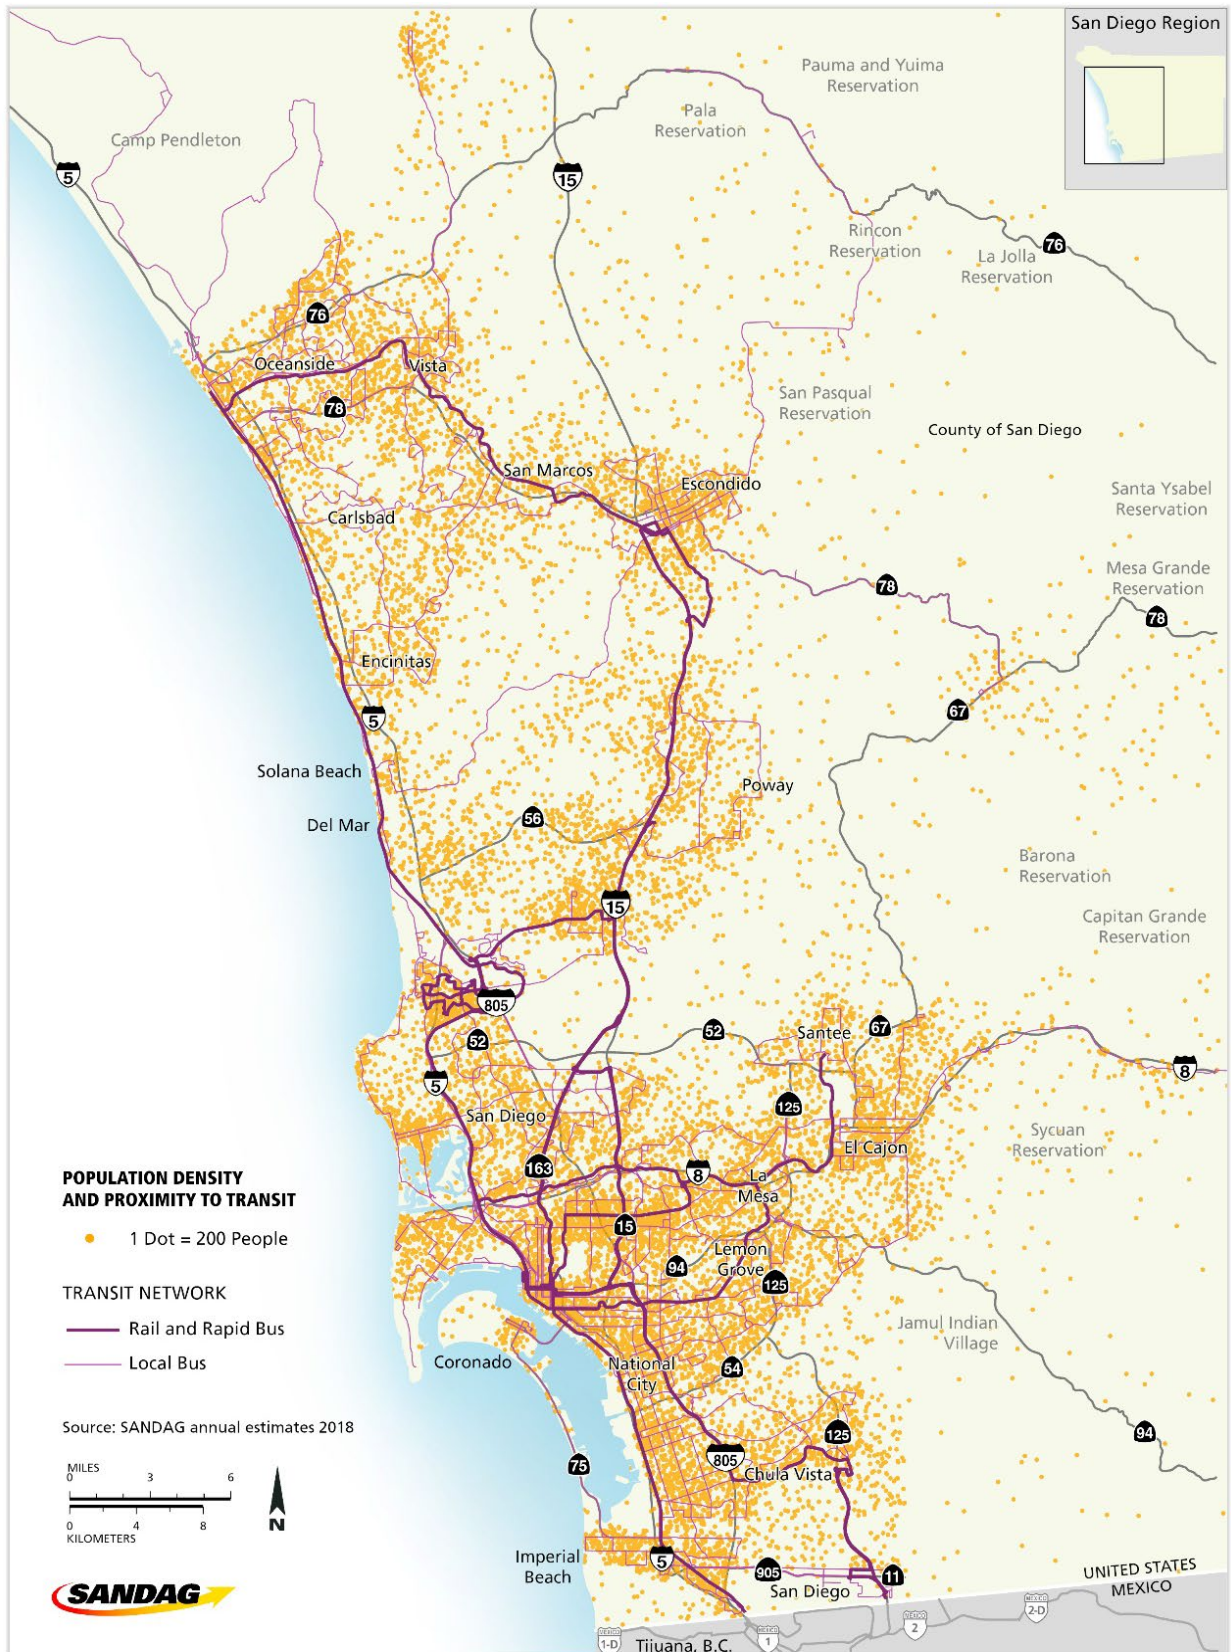 San Diego Region
Pauma and Yuima
Reservation
Pala
Reservation
Camp Pendleton
5
15
Rincon
Reservation
76
La Jolla
Reservation
76
Oceanside
Vista
78
San Pasqual
Reservation
County of San Diego
San Marcos
Escondido
Santa Ysabel
Reservation
Carlsbad
Mesa Grande
Reservation
78
78
Encinitas
67
5
Solana Beach
Poway
56
Del Mar
Barona
Reservation
15
Capitan Grande
Reservation
805
52
52
Santee
67
8
5
125
San Diego
Sycuan
Reservation
El Cajon
163
8
La
Mesa
15
94
Lemon
Grove
125
Jamul Indian
Village
Coronado
National
City
54
125
94
75
805
Chula Vista
Imperial
Beach
5
905
San Diego
11
UNITED STATES
MEXICO
MEXICO
2-D
MEXICO
2
MEXICO
1
MEXICO
1-D
Tijuana, B.C.
POPULATION DENSITY
AND PROXIMITY TO TRANSIT
1 Dot = 200 People
TRANSIT NETWORK
Rail and Rapid Bus
Local Bus
Source: SANDAG annual estimates 2018
MILES
0 3 6
0 4 8
KILOMETERS
N
SANDAG